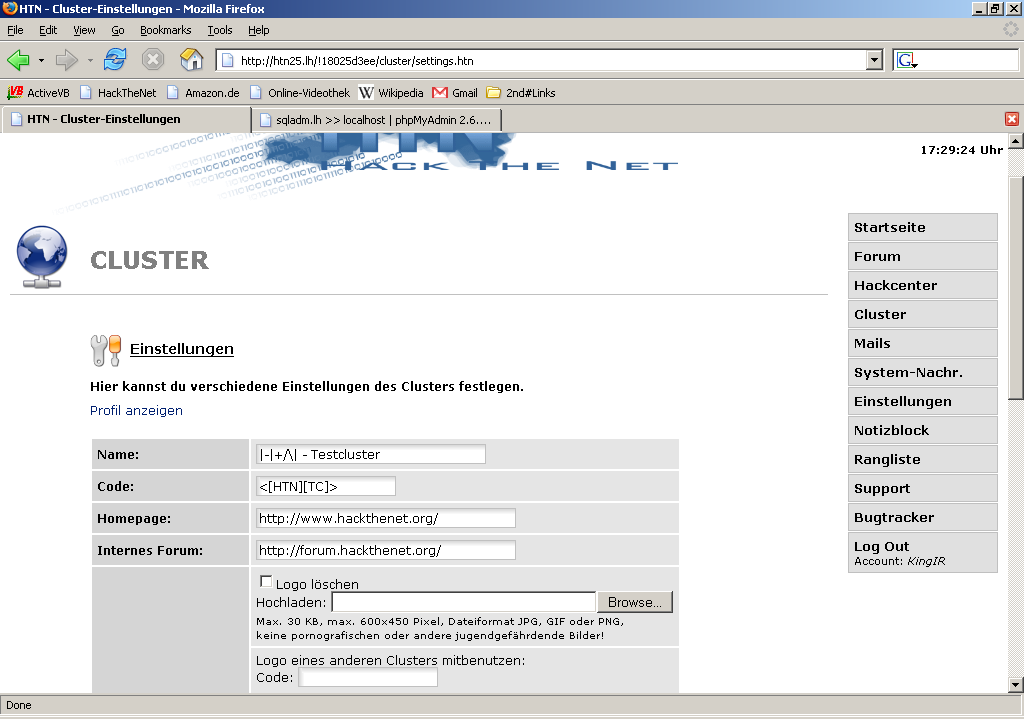 HTN - Cluster-Einstellungen - Mozilla Firefox
File Edit View Go Bookmarks Tools Help
http://htn25.lh/!18025d3ee/cluster/settings.htn
ActiveVB HackTheNet Amazon.de Online-Videothek Wikipedia Gmail 2nd#Links
HTN - Cluster-Einstellungen sqladm.lh >> localhost | phpMyAdmin 2.6....
HACK THE NET
17:29:24 Uhr
CLUSTER
Einstellungen
Hier kannst du verschiedene Einstellungen des Clusters festlegen.
Profil anzeigen
Name: |-|+/\| - Testcluster
Code: <[HTN][TC]>
Homepage: http://www.hackthenet.org/
Internes Forum: http://forum.hackthenet.org/
Logo löschen
Hochladen: Browse...
Max. 30 KB, max. 600x450 Pixel, Dateiformat JPG, GIF oder PNG,
keine pornografischen oder andere jugendgefährdende Bilder!
Logo eines anderen Clusters mitbenutzen:
Code:
Startseite
Forum
Hackcenter
Cluster
Mails
System-Nachr.
Einstellungen
Notizblock
Rangliste
Support
Bugtracker
Log Out
Account: KingIR
Done